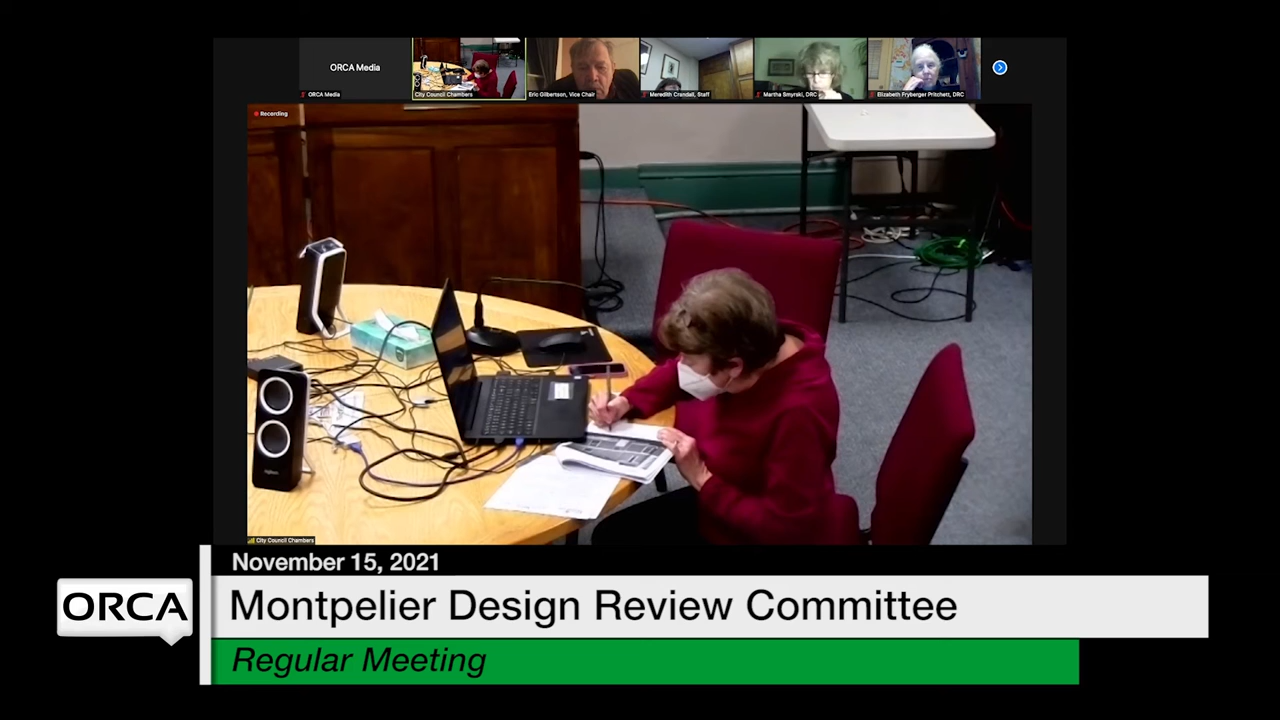 ORCA Media
ORCA Media
City Council Chambers
Eric Gilbertson, Vice Chair
Meredith Crandall, Staff
Martha Smyrski, DRC
Elizabeth Fryberger Pritchett, DRC
Recording
City Council Chambers
November 15, 2021
Montpelier Design Review Committee
Regular Meeting
ORCA